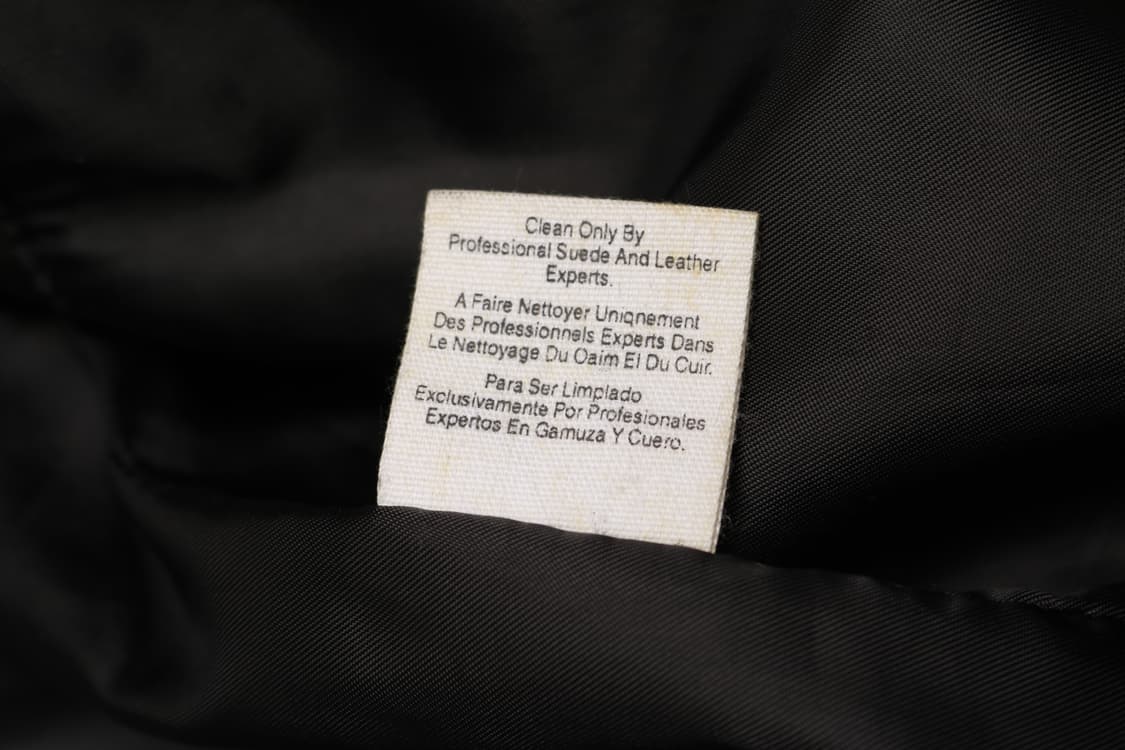 Clean Only By
Professional Suede And Leather
Experts.
A Faire Nettoyer Uniqnement
Des Professionnels Experts Dans
Le Nettoyage Du Oaim El Du Cuir.
Para Ser Limplado
Exclusivamente Por Profesionales
Expertos En Gamuza Y Cuero.